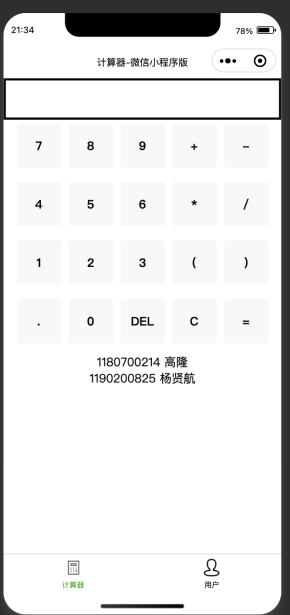 21:34 78%
计算器-微信小程序版
7 8 9 + -
4 5 6 * /
1 2 3 ( )
. 0 DEL C =
1180700214 高隆
1190200825 杨贤航
计算器 用户